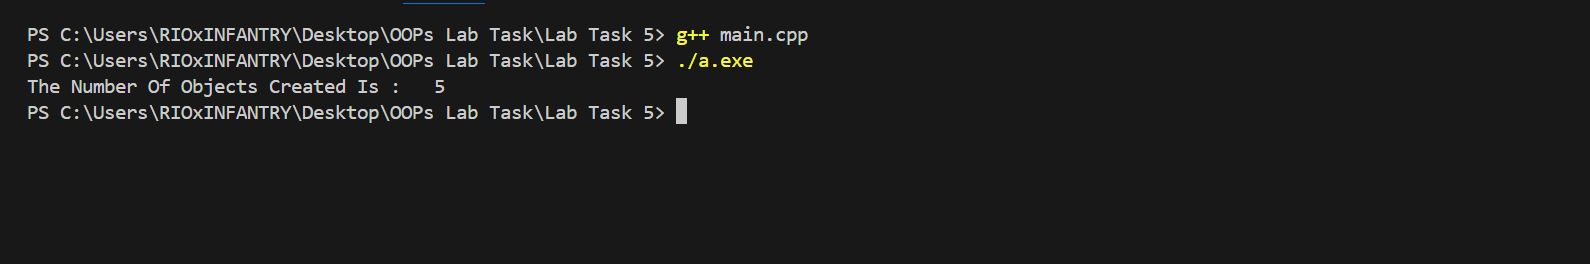 PS C:\Users\RIOxINFANTRY\Desktop\OOPs Lab Task\Lab Task 5> g++ main.cpp
PS C:\Users\RIOxINFANTRY\Desktop\OOPs Lab Task\Lab Task 5> ./a.exe
The Number Of Objects Created Is :   5
PS C:\Users\RIOxINFANTRY\Desktop\OOPs Lab Task\Lab Task 5>